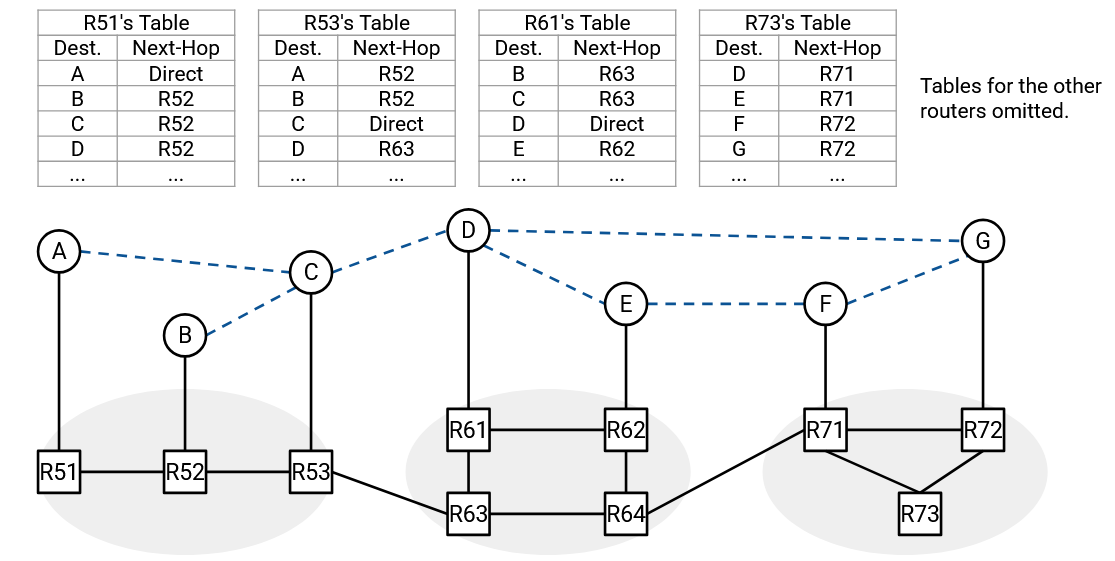 R51's Table R53's Table R61's Table R73's Table
Dest. Next-Hop Dest. Next-Hop Dest. Next-Hop Dest. Next-Hop
A Direct A R52 B R63 D R71
B R52 B R52 C R63 E R71
C R52 C Direct D Direct F R72
D R52 D R63 E R62 G R72
... ... ... ... ... ... ... ...
Tables for the other
routers omitted.
D
G
A
C
E F
B
R61 R62 R71 R72
R51 R52 R53
R63 R64 R73